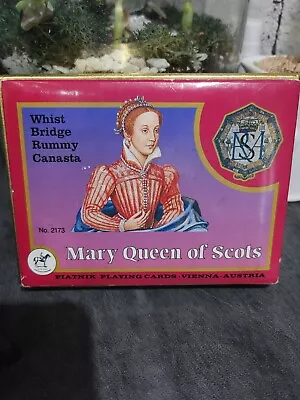 Whist
Bridge
Rummy
Canasta
No. 2173
Mary Queen of Scots
PIATNIK · PLAYING CARDS · VIENNA · AUSTRIA